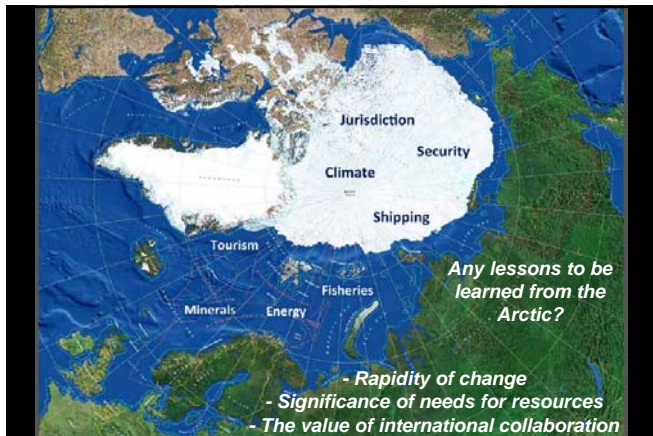 Jurisdiction
Security
Climate
Shipping
Tourism
Fisheries
Minerals
Energy
Any lessons to be
learned from the
Arctic?
- Rapidity of change
- Significance of needs for resources
- The value of international collaboration